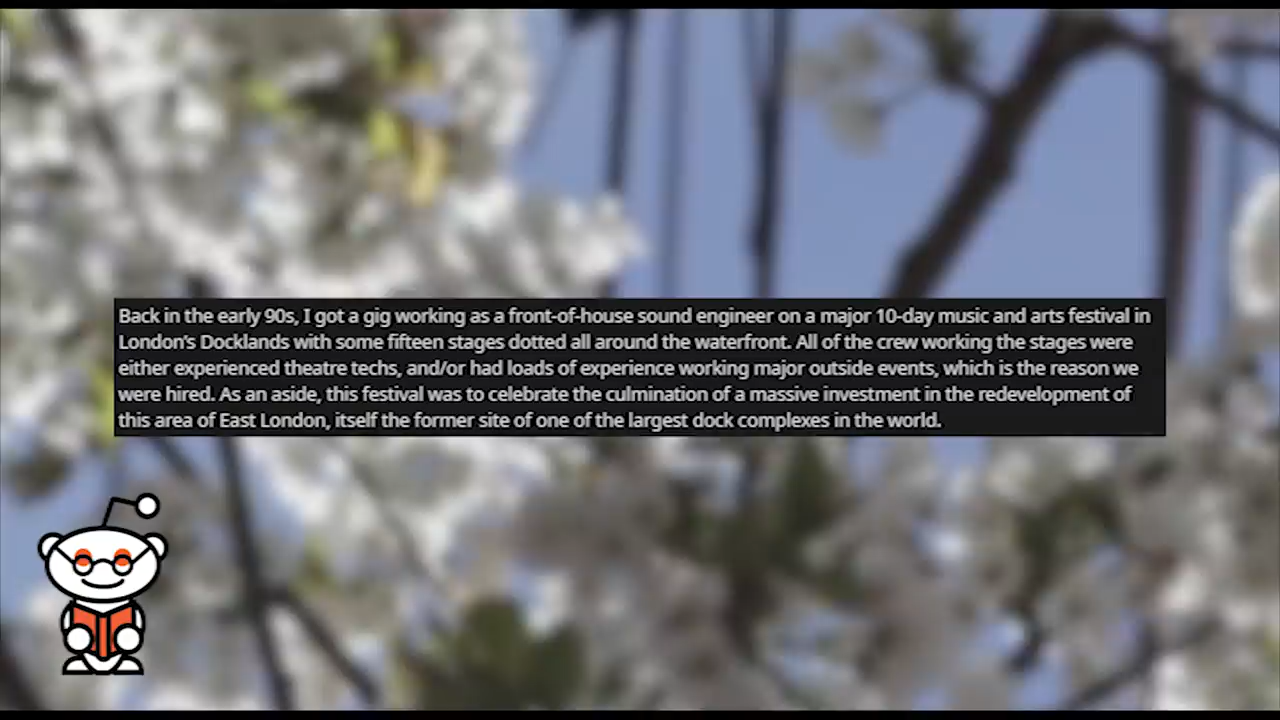 Back in the early 90s, I got a gig working as a front-of-house sound engineer on a major 10-day music and arts festival in
London's Docklands with some fifteen stages dotted all around the waterfront. All of the crew working the stages were
either experienced theatre techs, and/or had loads of experience working major outside events, which is the reason we
were hired. As an aside, this festival was to celebrate the culmination of a massive investment in the redevelopment of
this area of East London, itself the former site of one of the largest dock complexes in the world.